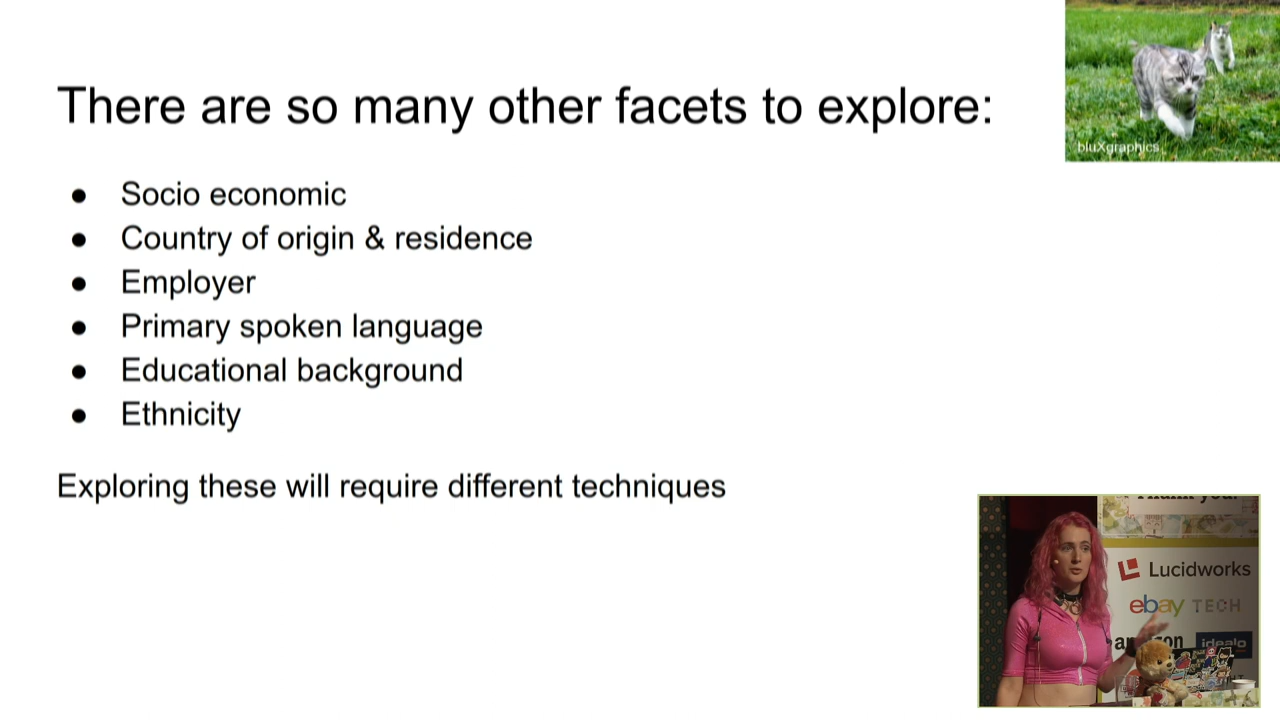 There are so many other facets to explore:
bluXgraphics
● Socio economic
● Country of origin & residence
● Employer
● Primary spoken language
● Educational background
● Ethnicity
Exploring these will require different techniques
Thank you!
Lucidworks
ebay TECH
idealo